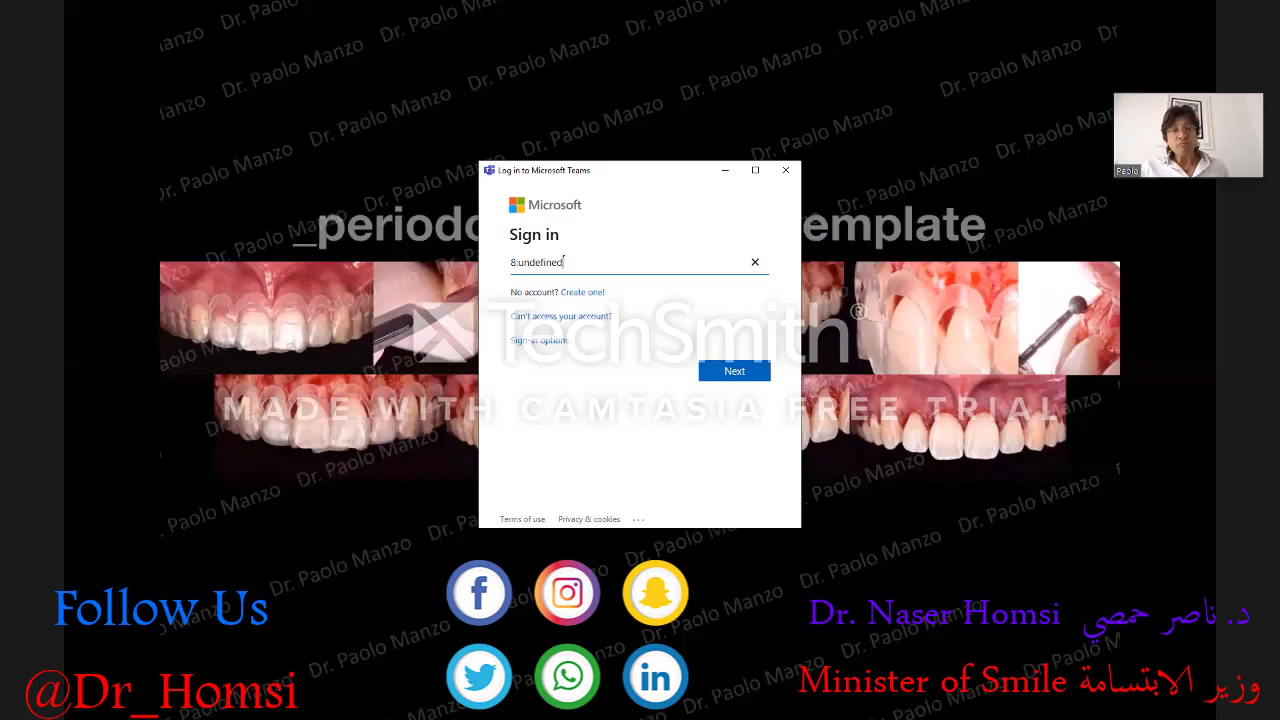 Dr. Paolo Manzo
Paolo
Log in to Microsoft Teams
Microsoft
_periodo
emplate
Sign in
8:undefined
No account? Create one!
Can't access your account?
Sign-in options
TechSmith®
Next
MADE WITH CAMTASIA FREE TRIAL
Terms of use Privacy & cookies ...
Follow Us
Dr. Naser Homsi د. ناصر حمصي
@Dr_Homsi
Minister of Smile وزير الابتسامة